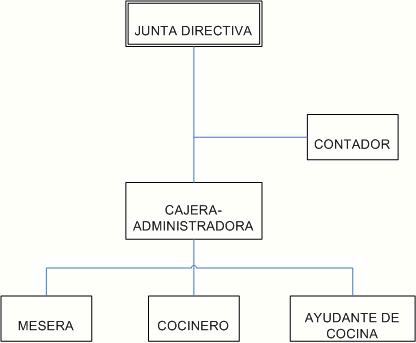 JUNTA DIRECTIVA
CONTADOR
CAJERA-
ADMINISTRADORA
MESERA
COCINERO
AYUDANTE DE
COCINA